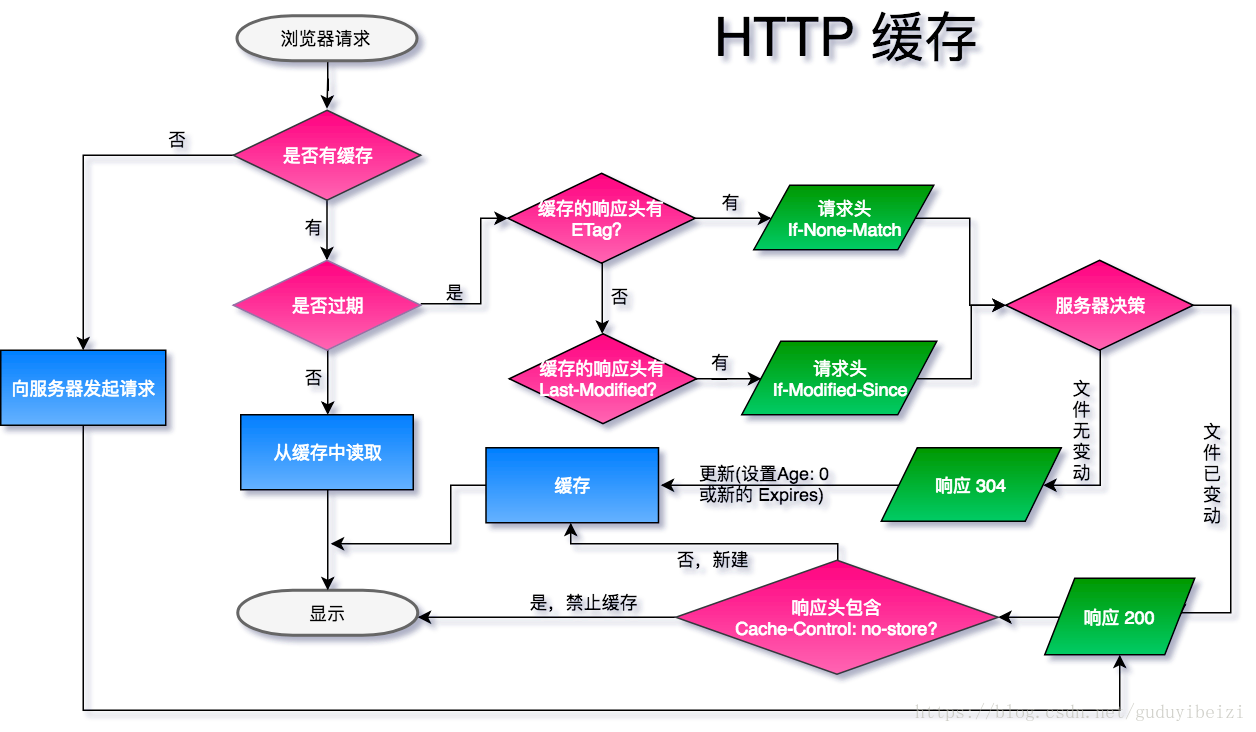 HTTP 缓存
浏览器请求
否
是否有缓存
有
缓存的响应头有
ETag?
有
请求头
If-None-Match
是否过期
是
否
服务器决策
向服务器发起请求
否
缓存的响应头有
Last-Modified?
有
请求头
If-Modified-Since
文件无变动
文件已变动
从缓存中读取
缓存
更新(设置Age: 0
或新的 Expires)
响应 304
否，新建
是，禁止缓存
响应头包含
Cache-Control: no-store?
响应 200
显示
https://blog.csdn.net/guduyibeizi